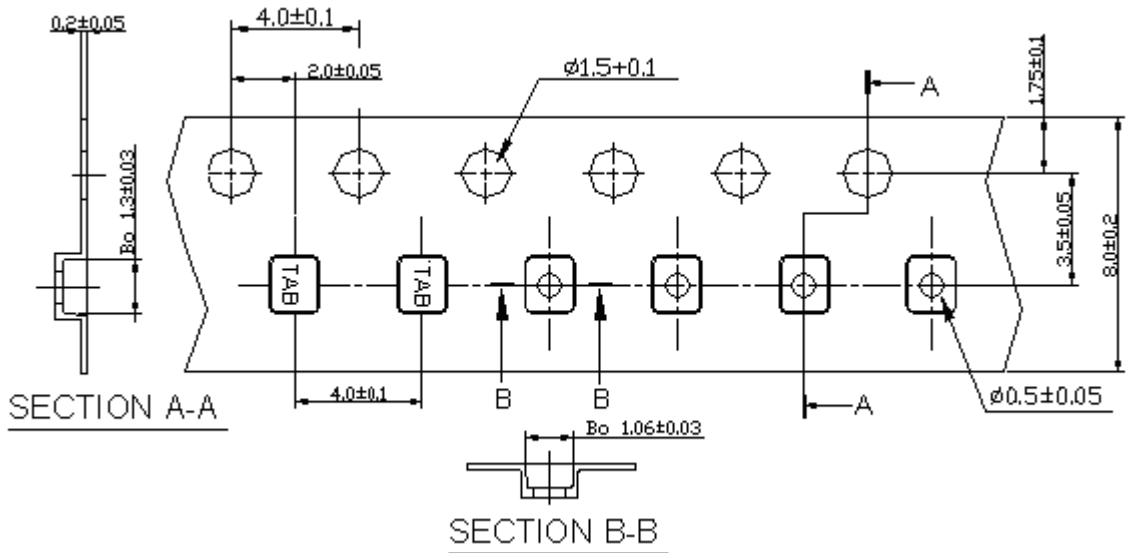 0.2±0.05
4.0±0.1
2.0±0.05
ø1.5+0.1
A
1.75±0.1
Bo 1.3±0.03
3.5±0.05
8.0±0.2
TAB
TAB
4.0±0.1
B
B
A
ø0.5±0.05
SECTION A-A
Bo 1.06±0.03
SECTION B-B